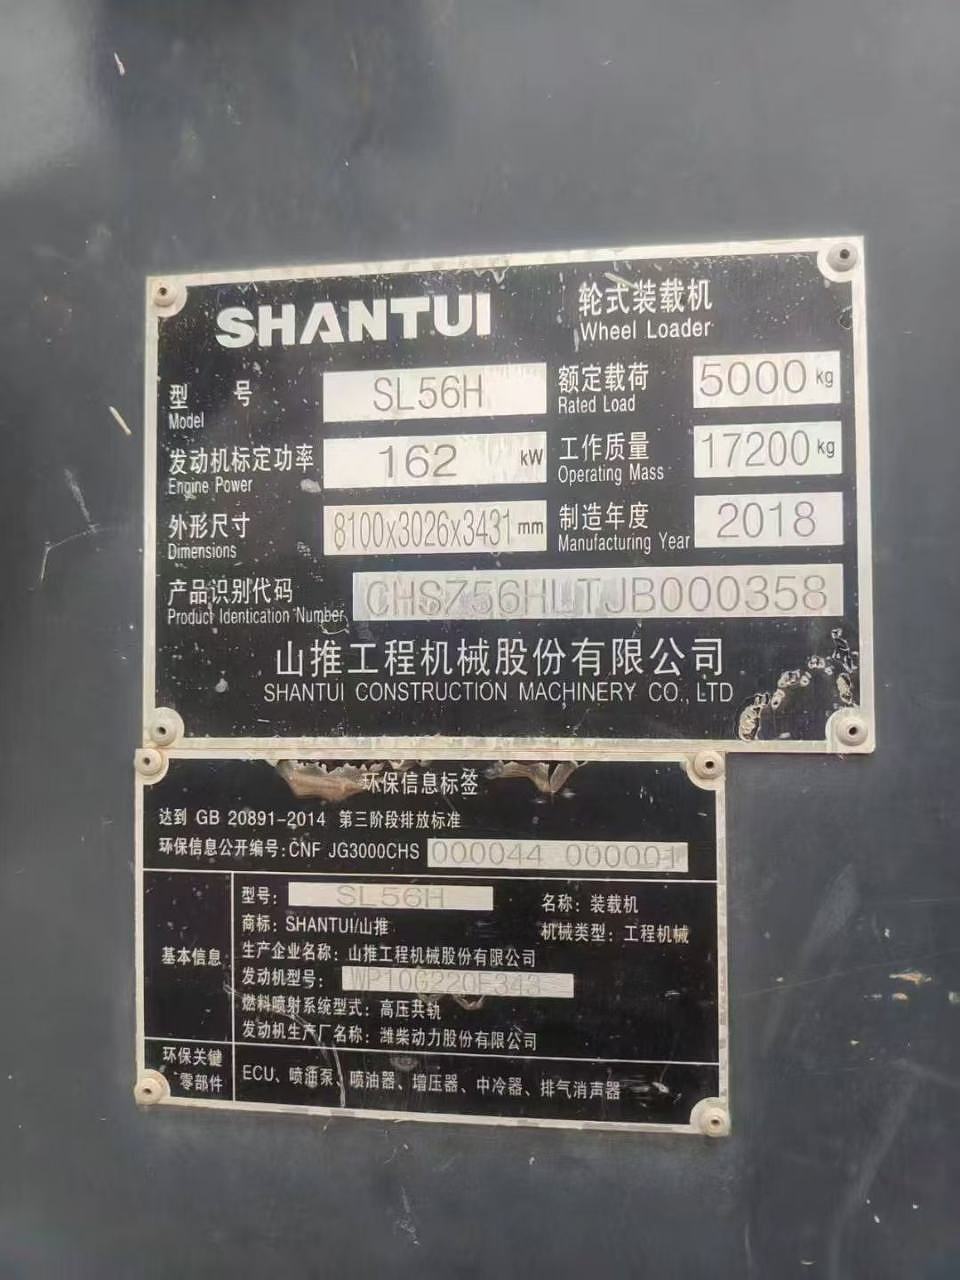 SHANTUI
轮式装载机
Wheel Loader
型 号 SL56H 额定载荷 5000 kg
Model Rated Load
发动机标定功率 162 kW 工作质量 17200 kg
Engine Power Operating Mass
外形尺寸 8100x3026x3431 mm 制造年度 2018
Dimensions Manufacturing Year
产品识别代码 CHSZ56HLTJB000358
Product Identication Number
山推工程机械股份有限公司
SHANTUI CONSTRUCTION MACHINERY CO., LTD
环保信息标签
达到 GB 20891-2014 第三阶段排放标准
环保信息公开编号: CNF JG3000CHS 000044 000001
基本信息
型号: SL56H 名称: 装载机
商标: SHANTUI/山推 机械类型: 工程机械
生产企业名称: 山推工程机械股份有限公司
发动机型号: WP10G220E343
燃料喷射系统型式: 高压共轨
发动机生产厂名称: 潍柴动力股份有限公司
环保关键
零部件
ECU、喷油泵、喷油器、增压器、中冷器、排气消声器